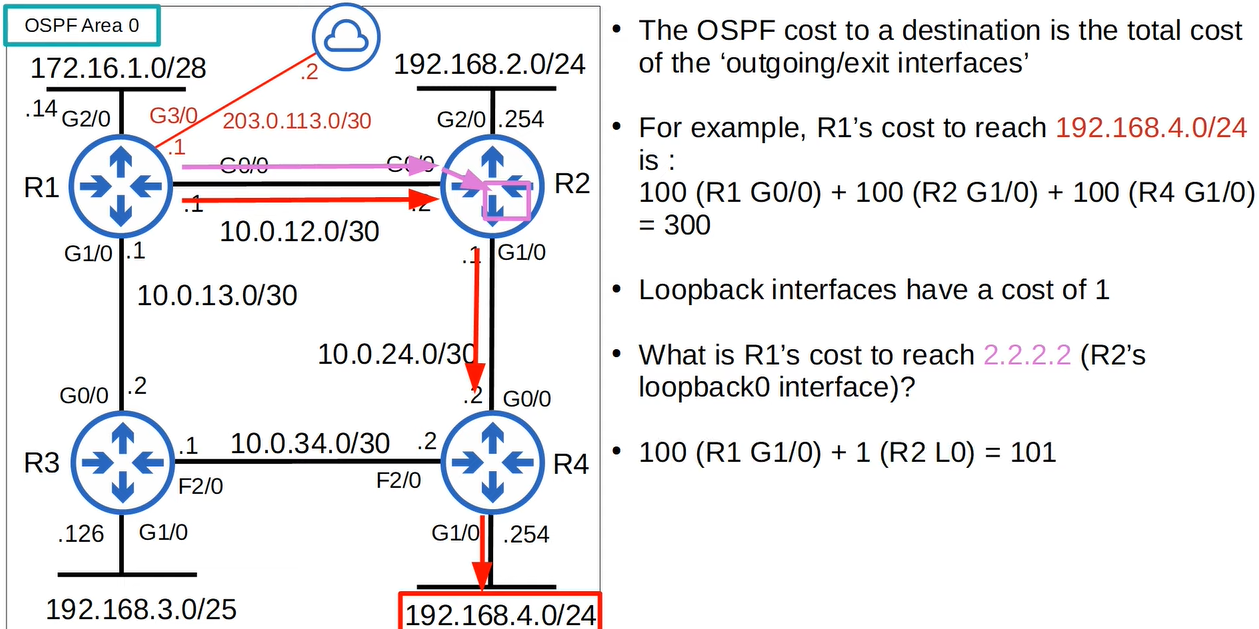 OSPF Area 0
172.16.1.0/28
.2
192.168.2.0/24
.14
G2/0
G3/0
203.0.113.0/30
G2/0
.254
.1
R1
G0/0
G0/0
R2
.1
.2
10.0.12.0/30
G1/0
.1
.1
G1/0
10.0.13.0/30
10.0.24.0/30
G0/0
.2
.2
G0/0
R3
.1
10.0.34.0/30
.2
R4
F2/0
F2/0
.126
G1/0
G1/0
.254
192.168.3.0/25
192.168.4.0/24
• The OSPF cost to a destination is the total cost
of the ‘outgoing/exit interfaces’
• For example, R1’s cost to reach 192.168.4.0/24
is :
100 (R1 G0/0) + 100 (R2 G1/0) + 100 (R4 G1/0)
= 300
• Loopback interfaces have a cost of 1
• What is R1’s cost to reach 2.2.2.2 (R2’s
loopback0 interface)?
• 100 (R1 G1/0) + 1 (R2 L0) = 101